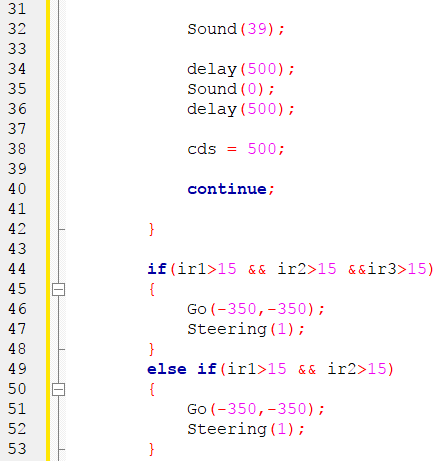 31
32 Sound(39);
33
34 delay(500);
35 Sound(0);
36 delay(500);
37
38 cds = 500;
39
40 continue;
41
42 }
43
44 if(ir1>15 && ir2>15 &&ir3>15)
45 {
46 Go(-350,-350);
47 Steering(1);
48 }
49 else if(ir1>15 && ir2>15)
50 {
51 Go(-350,-350);
52 Steering(1);
53 }